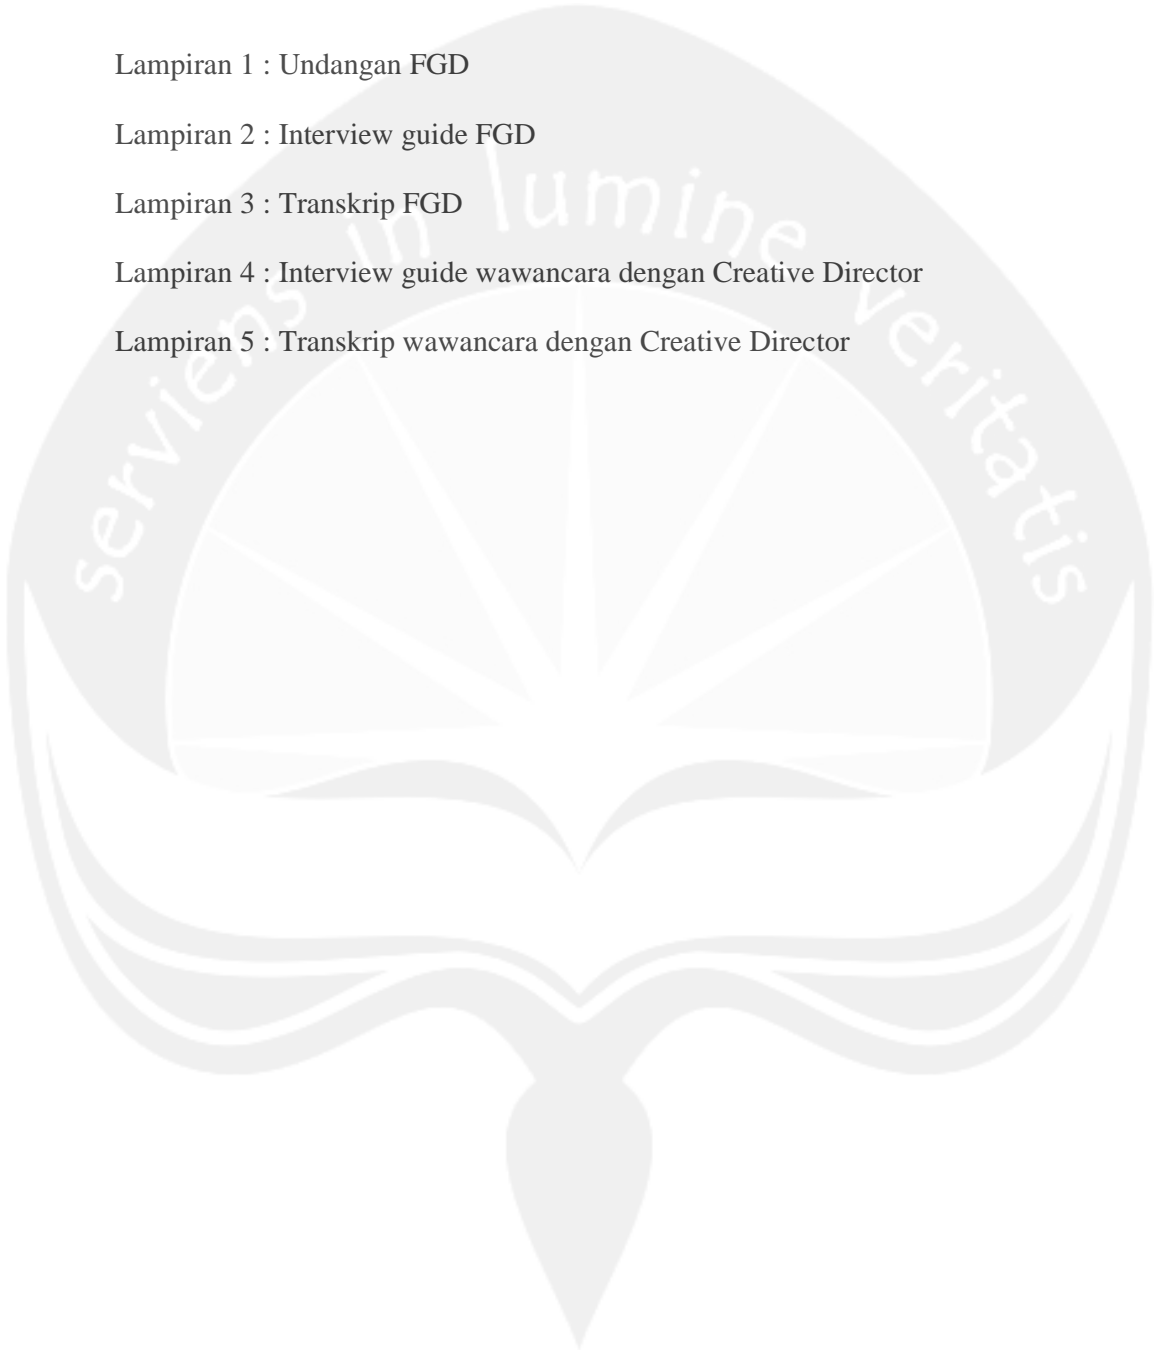 Lampiran 1 : Undangan FGD
Lampiran 2 : Interview guide FGD
Lampiran 3 : Transkrip FGD
Lampiran 4 : Interview guide wawancara dengan Creative Director
Lampiran 5 : Transkrip wawancara dengan Creative Director
serviens in lumine veritatis